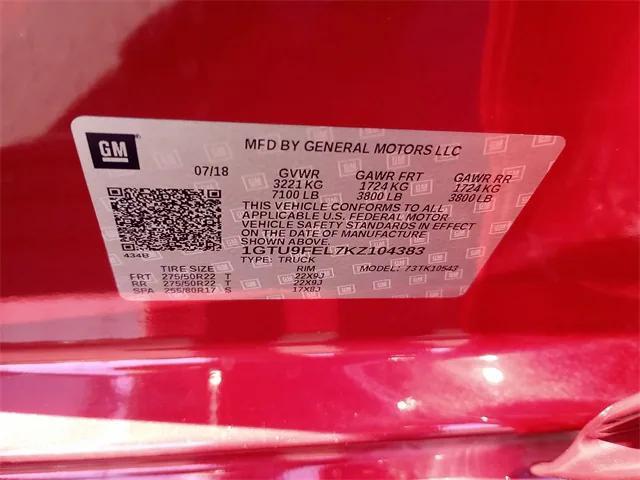 GM
MFD BY GENERAL MOTORS LLC
07/18 GVWR GAWR FRT GAWR RR
3221 KG 1724 KG 1724 KG
7100 LB 3800 LB 3800 LB
THIS VEHICLE CONFORMS TO ALL
APPLICABLE U.S. FEDERAL MOTOR
VEHICLE SAFETY STANDARDS IN EFFECT
ON THE DATE OF MANUFACTURE
SHOWN ABOVE.
434B 1GTU9FEL7KZ104383
TYPE: TRUCK MODEL: 73TK10543
TIRE SIZE RIM
FRT 275/50R22 T 22X9J
RR 275/50R22 T 22X9J
SPA 255/80R17 S 17X8J